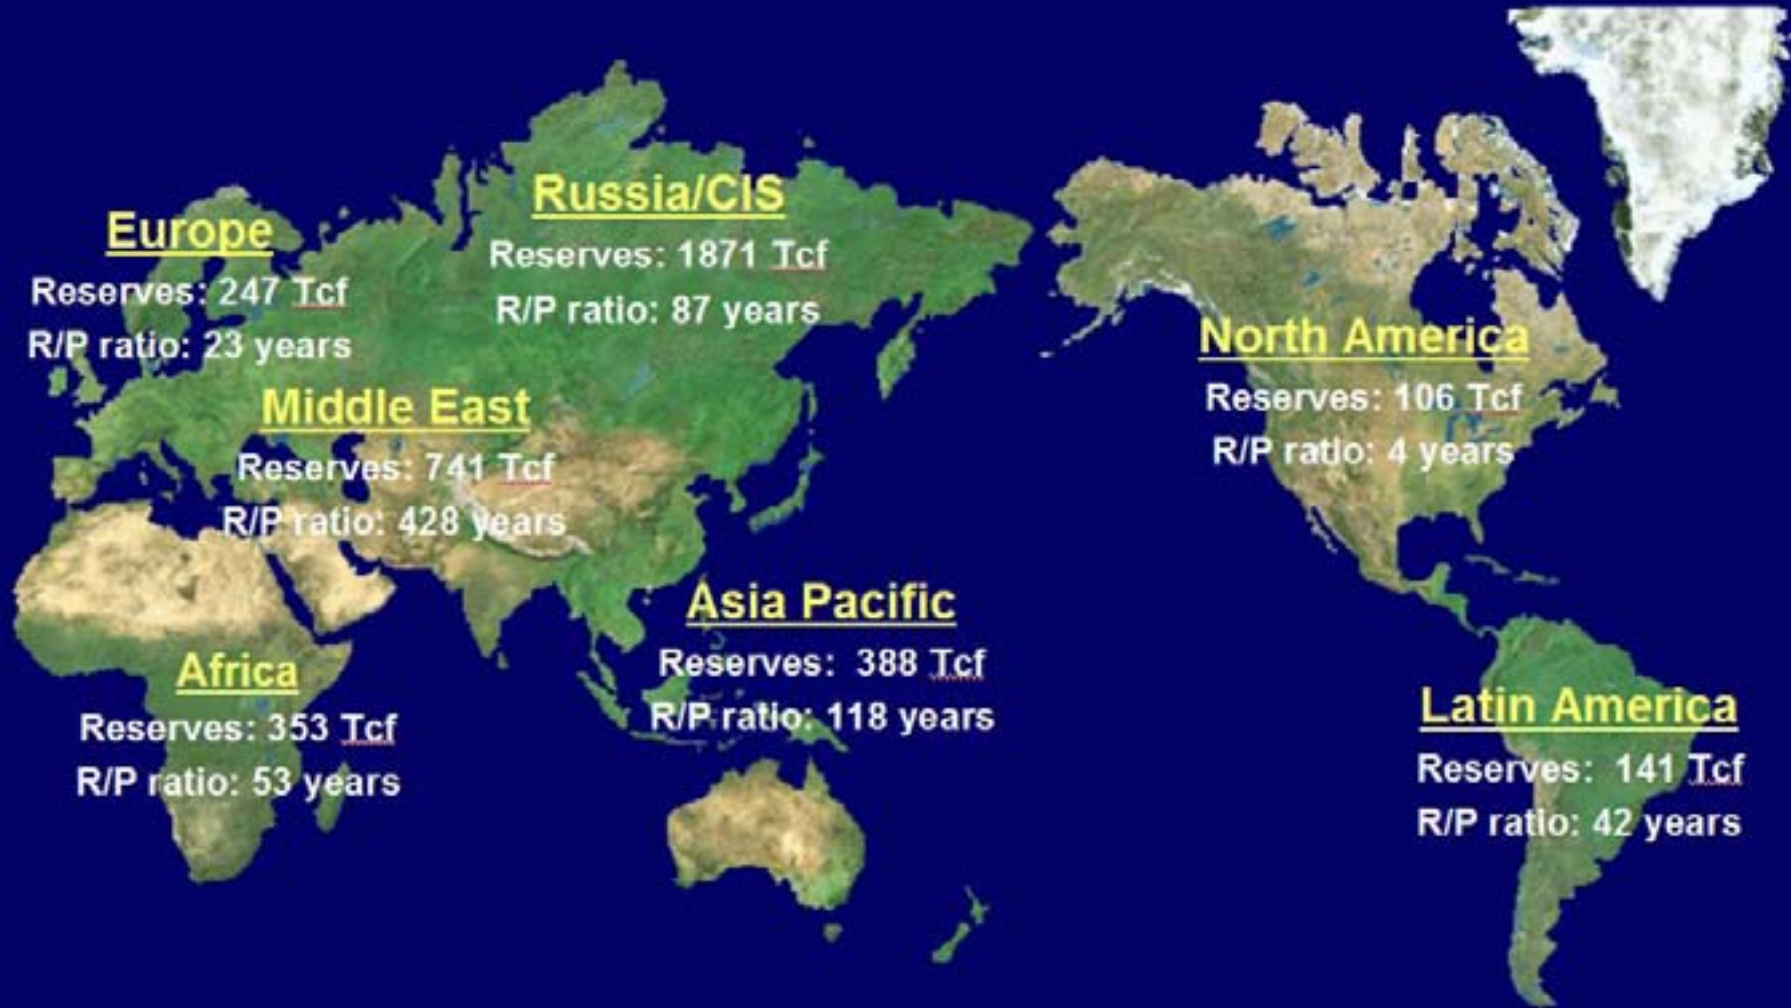 Europe
Reserves: 247 Tcf
R/P ratio: 23 years
Russia/CIS
Reserves: 1871 Tcf
R/P ratio: 87 years
North America
Reserves: 106 Tcf
R/P ratio: 4 years
Middle East
Reserves: 741 Tcf
R/P ratio: 428 years
Asia Pacific
Reserves: 388 Tcf
R/P ratio: 118 years
Africa
Reserves: 353 Tcf
R/P ratio: 53 years
Latin America
Reserves: 141 Tcf
R/P ratio: 42 years